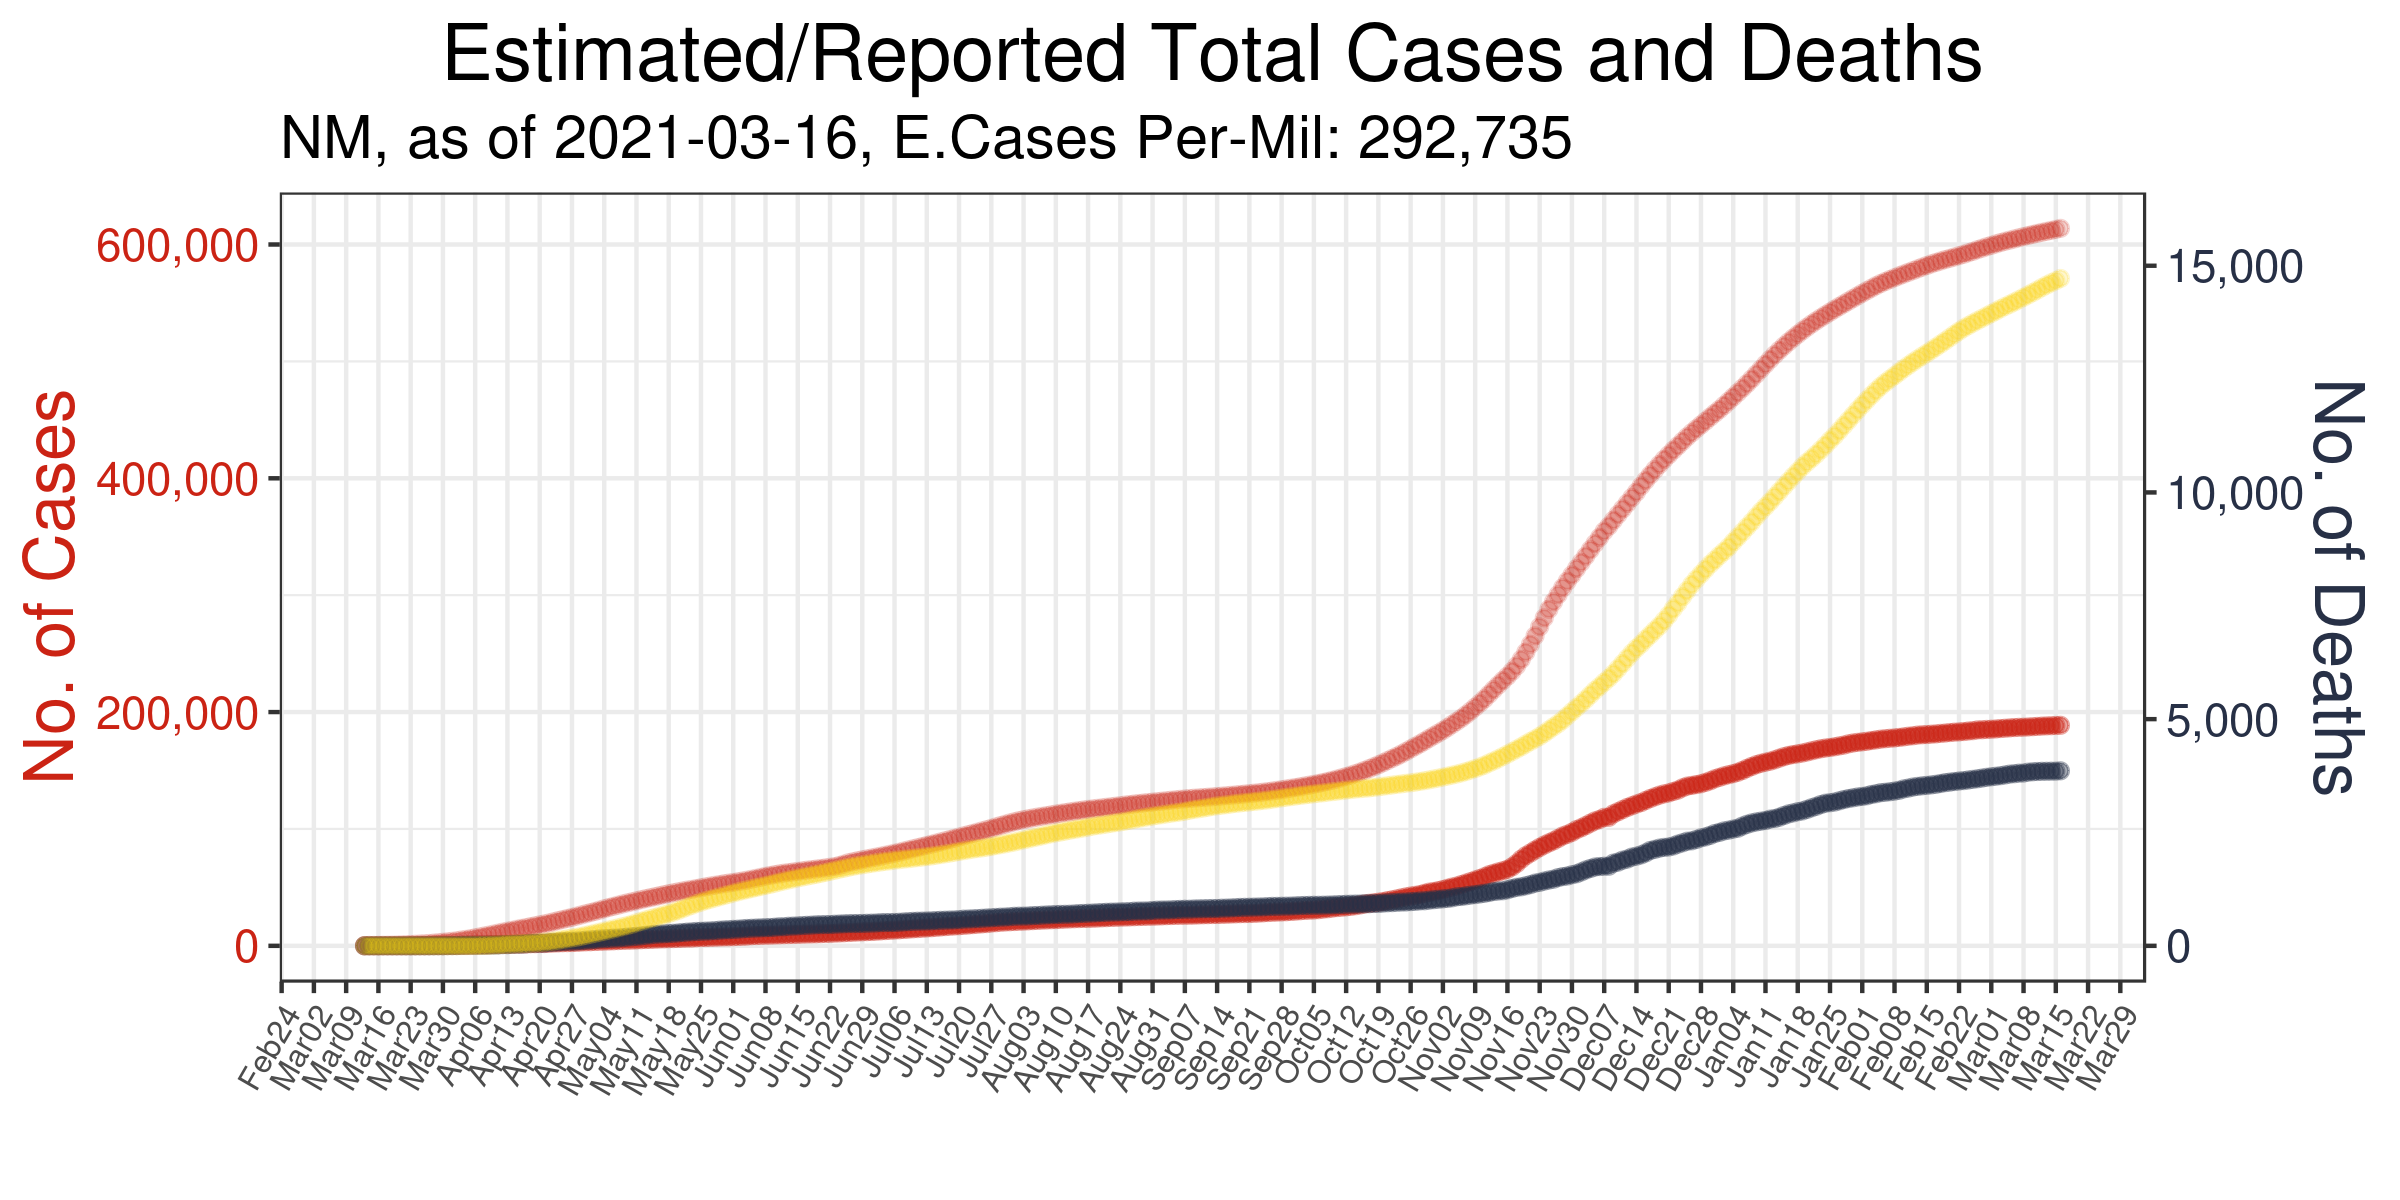 Estimated/Reported Total Cases and Deaths
NM, as of 2021-03-16, E.Cases Per-Mil: 292,735
No. of Cases
600,000
400,000
200,000
0
15,000
10,000
5,000
0
No. of Deaths
Feb24
Mar02
Mar09
Mar16
Mar23
Mar30
Apr06
Apr13
Apr20
Apr27
May04
May11
May18
May25
Jun01
Jun08
Jun15
Jun22
Jun29
Jul06
Jul13
Jul20
Jul27
Aug03
Aug10
Aug17
Aug24
Aug31
Sep07
Sep14
Sep21
Sep28
Oct05
Oct12
Oct19
Oct26
Nov02
Nov09
Nov16
Nov23
Nov30
Dec07
Dec14
Dec21
Dec28
Jan04
Jan11
Jan18
Jan25
Feb01
Feb08
Feb15
Feb22
Mar01
Mar08
Mar15
Mar22
Mar29